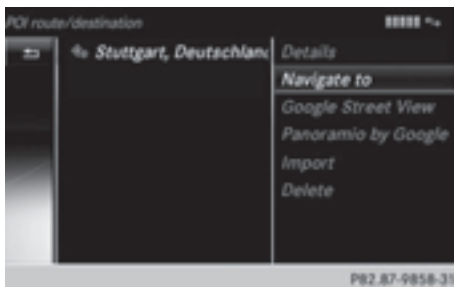 POI route/destination
Stuttgart, Deutschland
Details
Navigate to
Google Street View
Panoramio by Google
Import
Delete
P82.87-9858-31